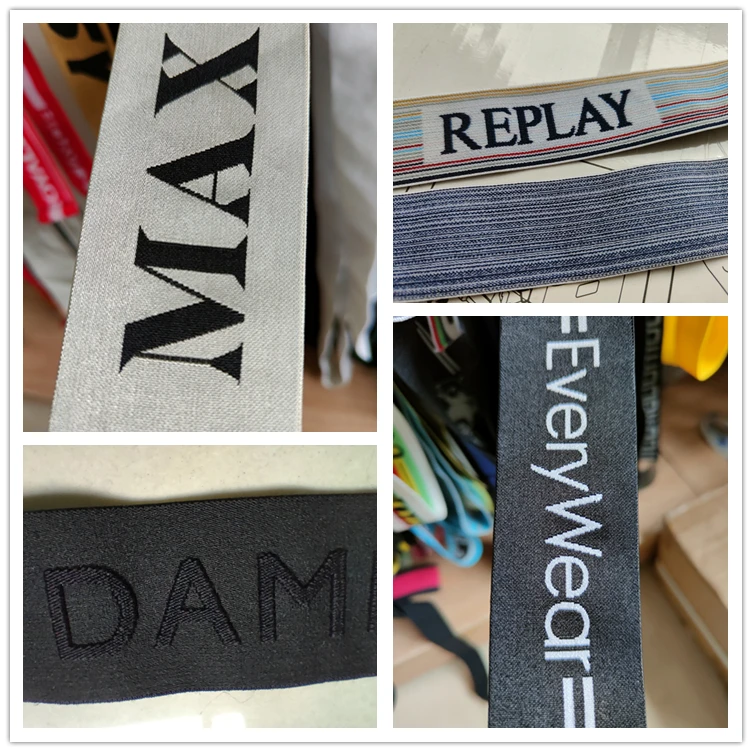 MAX
REPLAY
=EveryWear=
DAM